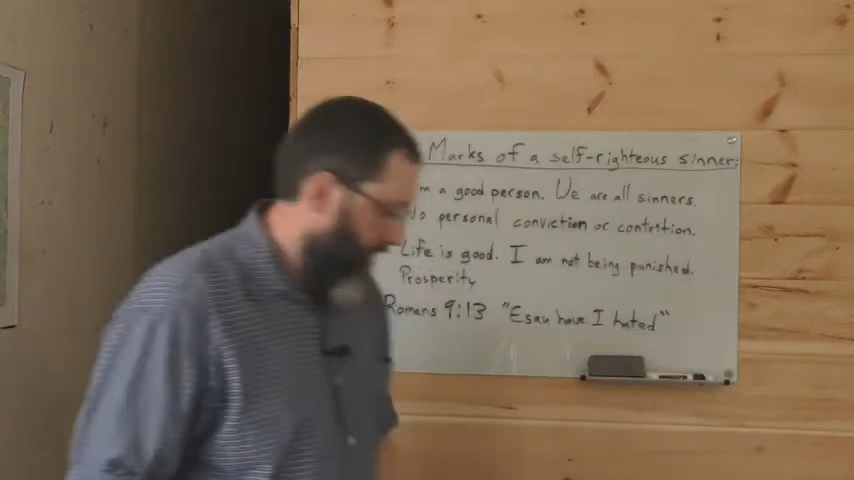 Marks of a self-righteous sinner:
m a good person. We are all sinners.
personal conviction or contrition.
Life is good. I am not being punished.
Prosperity
Romans 9:13 "Esau have I hated"